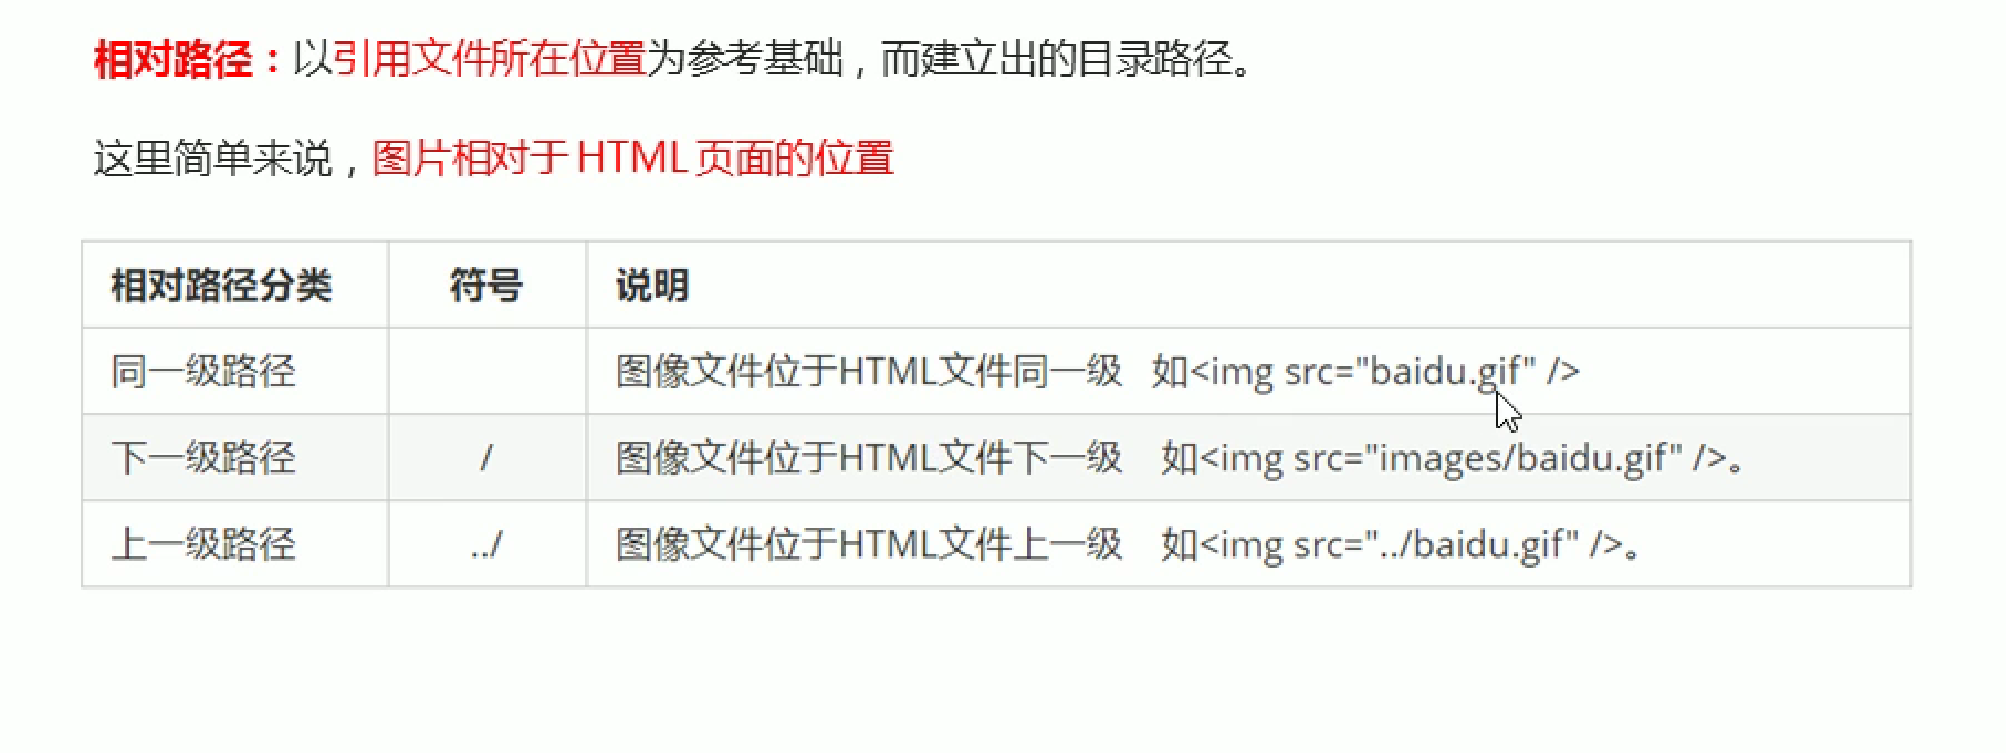 相对路径：以引用文件所在位置为参考基础，而建立出的目录路径。
这里简单来说，图片相对于 HTML 页面的位置
相对路径分类 符号 说明
同一级路径 图像文件位于HTML文件同一级 如<img src="baidu.gif" />
下一级路径 / 图像文件位于HTML文件下一级 如<img src="images/baidu.gif" />。
上一级路径 ../ 图像文件位于HTML文件上一级 如<img src="../baidu.gif" />。